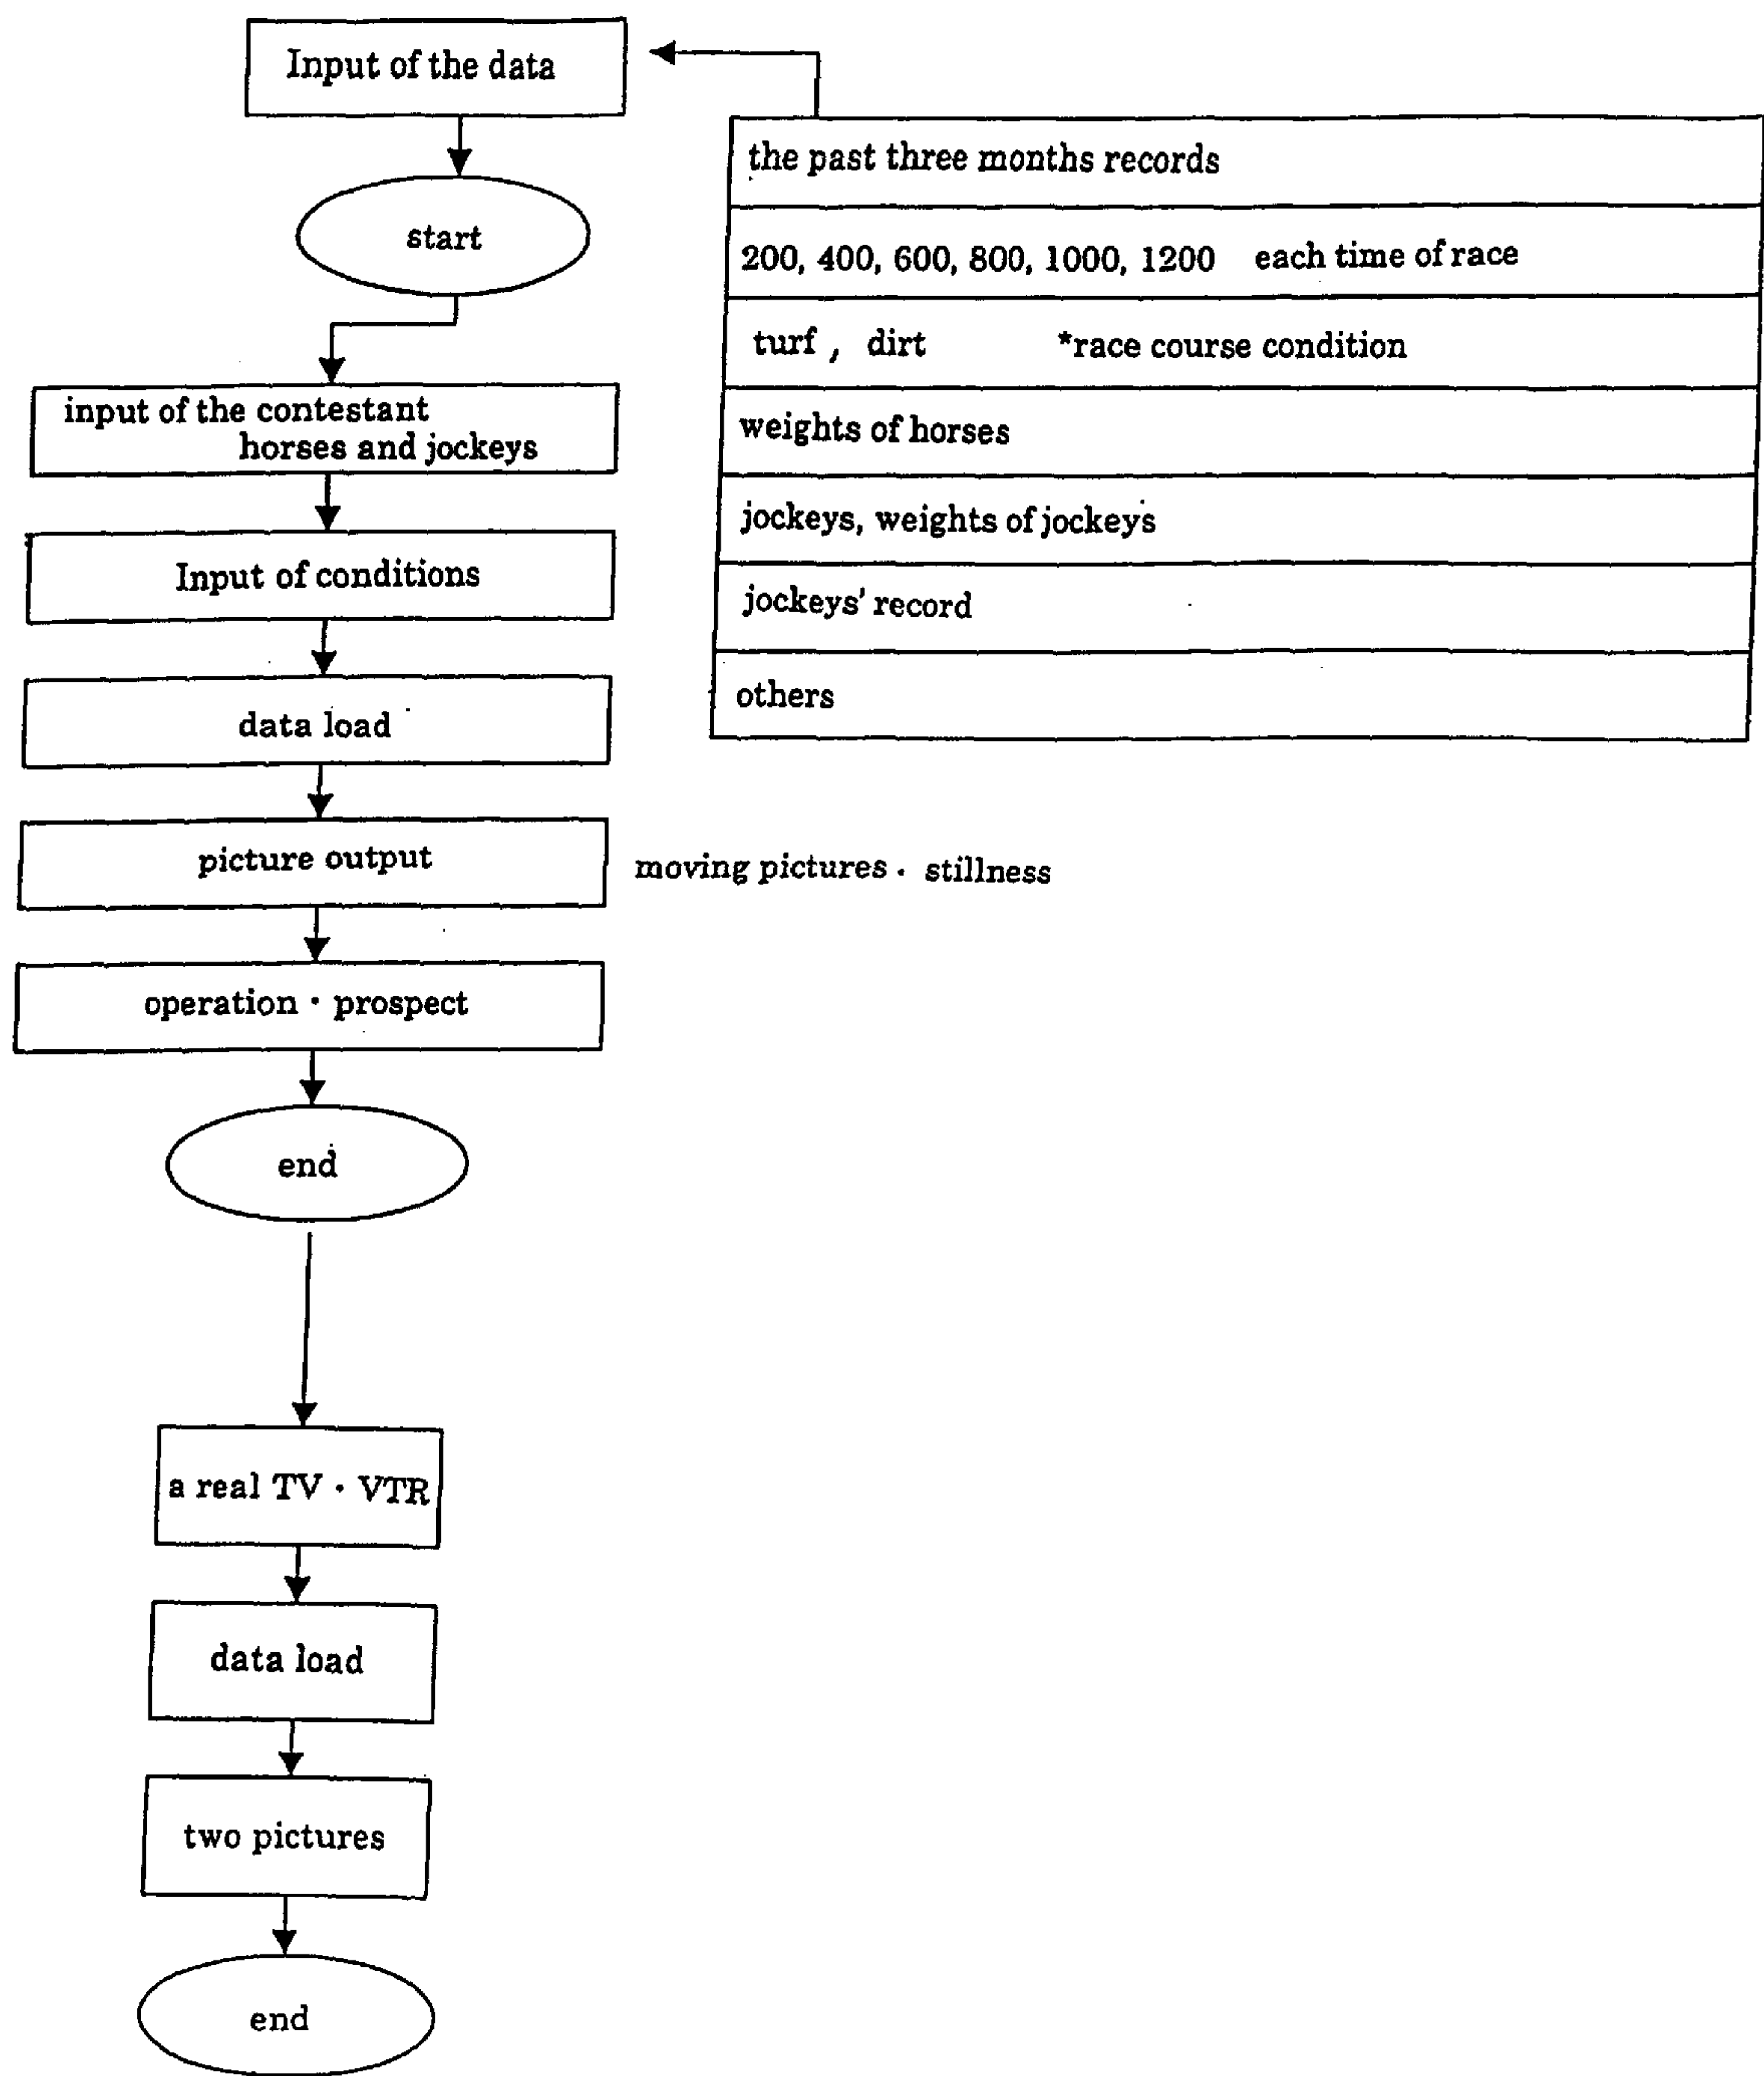 Input of the data
start
input of the contestant
horses and jockeys
Input of conditions
data load
picture output
moving pictures · stillness
operation · prospect
end
a real TV · VTR
data load
two pictures
end
the past three months records
200, 400, 600, 800, 1000, 1200 each time of race
turf , dirt *race course condition
weights of horses
jockeys, weights of jockeys
jockeys' record
others